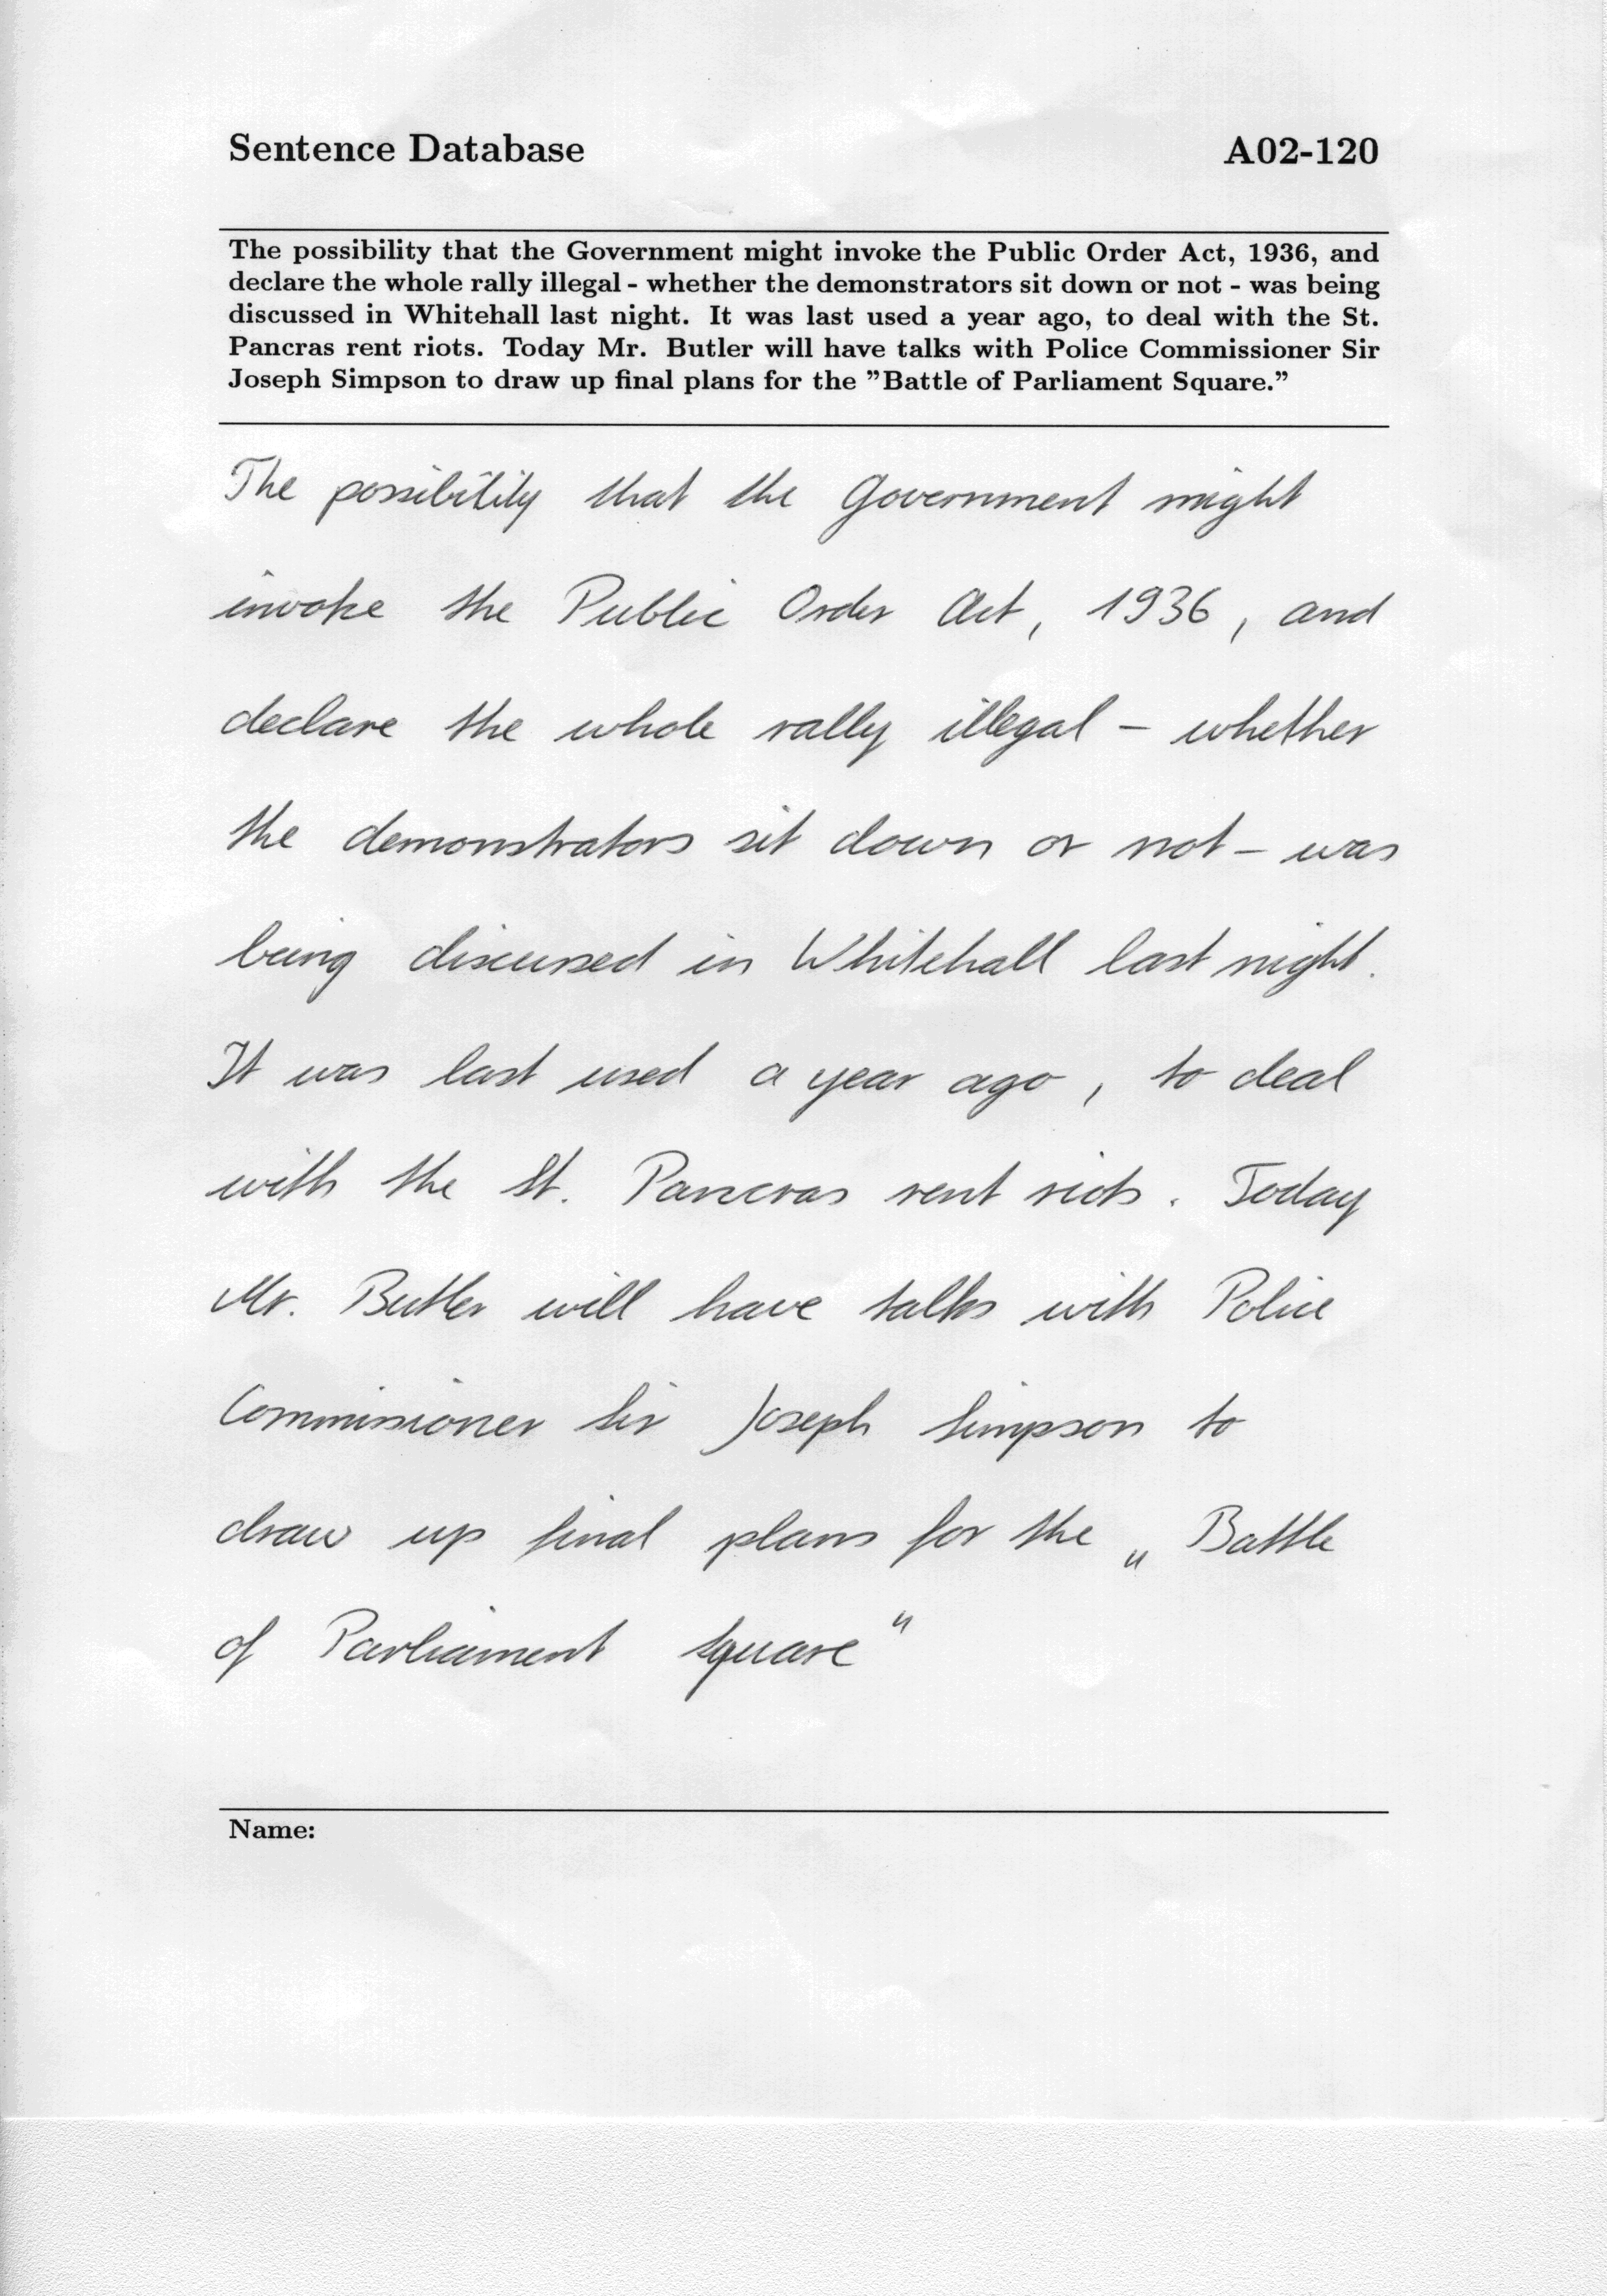 Sentence Database A02-120
The possibility that the Government might invoke the Public Order Act, 1936, and
declare the whole rally illegal - whether the demonstrators sit down or not - was being
discussed in Whitehall last night. It was last used a year ago, to deal with the St.
Pancras rent riots. Today Mr. Butler will have talks with Police Commissioner Sir
Joseph Simpson to draw up final plans for the ”Battle of Parliament Square.”
The possibility that the Government might
invoke the Public Order Act, 1936, and
declare the whole rally illegal – whether
the demonstrators sit down or not – was
being discussed in Whitehall last night.
It was last used a year ago, to deal
with the St. Pancras rent riots. Today
Mr. Butler will have talks with Police
Commissioner Sir Joseph Simpson to
draw up final plans for the „Battle
of Parliament Square“
Name: